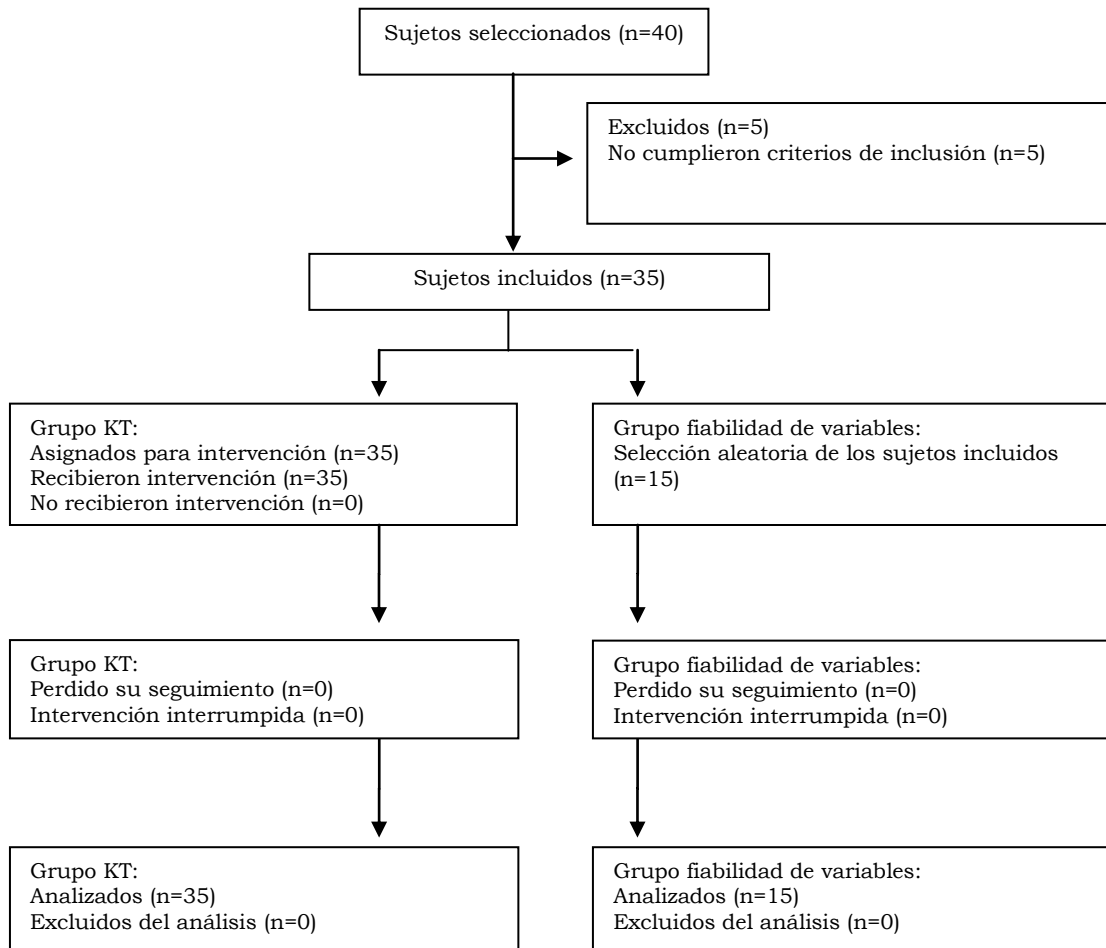 Sujetos seleccionados (n=40)
Excluidos (n=5)
No cumplieron criterios de inclusión (n=5)
Sujetos incluidos (n=35)
Grupo KT:
Asignados para intervención (n=35)
Recibieron intervención (n=35)
No recibieron intervención (n=0)
Grupo fiabilidad de variables:
Selección aleatoria de los sujetos incluidos
(n=15)
Grupo KT:
Perdido su seguimiento (n=0)
Intervención interrumpida (n=0)
Grupo fiabilidad de variables:
Perdido su seguimiento (n=0)
Intervención interrumpida (n=0)
Grupo KT:
Analizados (n=35)
Excluidos del análisis (n=0)
Grupo fiabilidad de variables:
Analizados (n=15)
Excluidos del análisis (n=0)